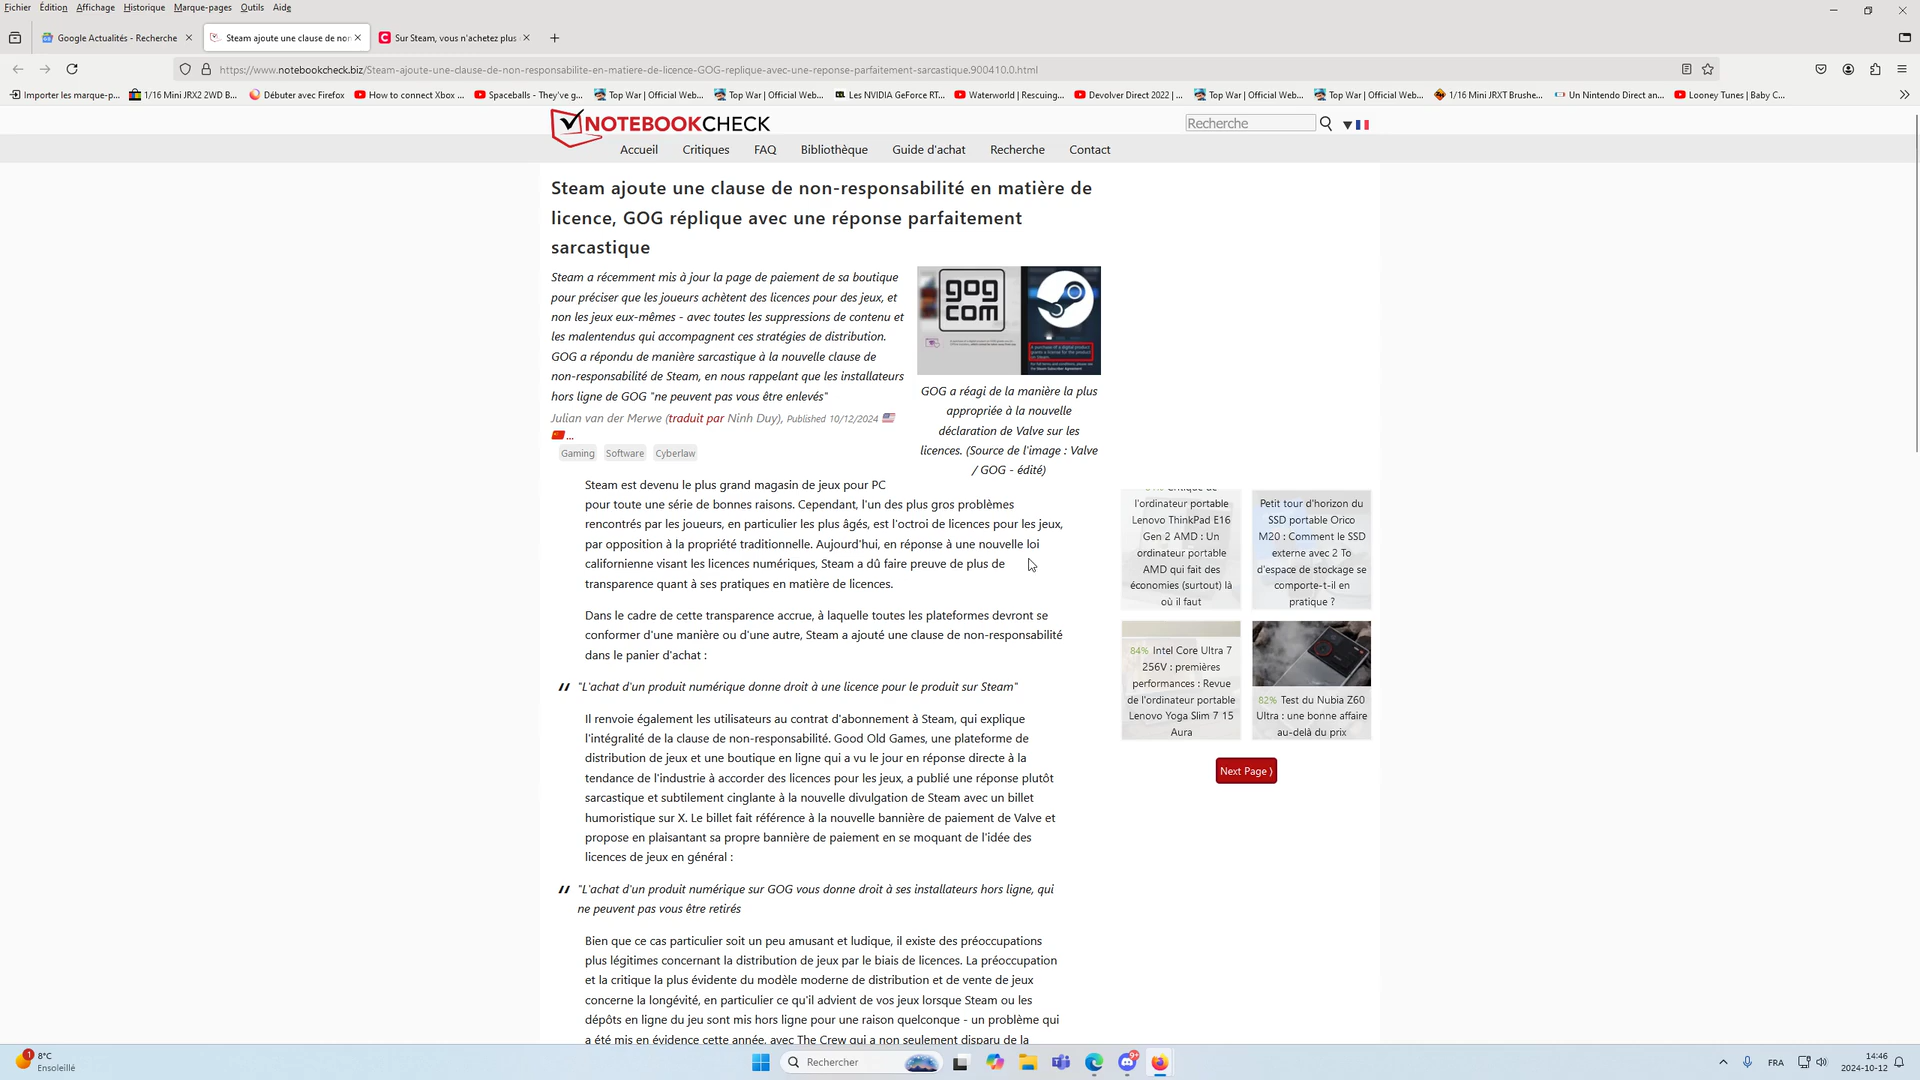 Fichier Édition Affichage Historique Marque-pages Outils Aide
Google Actualités - Recherche
Steam ajoute une clause de non
Sur Steam, vous n'achetez plus
https://www.notebookcheck.biz/Steam-ajoute-une-clause-de-non-responsabilite-en-matiere-de-licence-GOG-replique-avec-une-reponse-parfaitement-sarcastique.900410.0.html
Importer les marque-p... 1/16 Mini JRX2 2WD B... Débuter avec Firefox How to connect Xbox ... Spaceballs - They've g... Top War | Official Web... Top War | Official Web... Les NVIDIA GeForce RT... Waterworld | Rescuing... Devolver Direct 2022 | ... Top War | Official Web... Top War | Official Web... 1/16 Mini JRXT Brushe... Un Nintendo Direct an... Looney Tunes | Baby C...
NOTEBOOKCHECK
Recherche
Accueil Critiques FAQ Bibliothèque Guide d'achat Recherche Contact
Steam ajoute une clause de non-responsabilité en matière de
licence, GOG réplique avec une réponse parfaitement
sarcastique
Steam a récemment mis à jour la page de paiement de sa boutique
pour préciser que les joueurs achètent des licences pour des jeux, et
non les jeux eux-mêmes - avec toutes les suppressions de contenu et
les malentendus qui accompagnent ces stratégies de distribution.
GOG a répondu de manière sarcastique à la nouvelle clause de
non-responsabilité de Steam, en nous rappelant que les installateurs
hors ligne de GOG "ne peuvent pas vous être enlevés"
Julian van der Merwe (traduit par Ninh Duy), Published 10/12/2024
...
Gaming Software Cyberlaw
gog
com
A purchase of a digital product
grants a license for the product
on Steam.
GOG a réagi de la manière la plus
appropriée à la nouvelle
déclaration de Valve sur les
licences. (Source de l'image : Valve
/ GOG - édité)
Steam est devenu le plus grand magasin de jeux pour PC
pour toute une série de bonnes raisons. Cependant, l'un des plus gros problèmes
rencontrés par les joueurs, en particulier les plus âgés, est l'octroi de licences pour les jeux,
par opposition à la propriété traditionnelle. Aujourd'hui, en réponse à une nouvelle loi
californienne visant les licences numériques, Steam a dû faire preuve de plus de
transparence quant à ses pratiques en matière de licences.
Dans le cadre de cette transparence accrue, à laquelle toutes les plateformes devront se
conformer d'une manière ou d'une autre, Steam a ajouté une clause de non-responsabilité
dans le panier d'achat :
"L'achat d'un produit numérique donne droit à une licence pour le produit sur Steam"
Il renvoie également les utilisateurs au contrat d'abonnement à Steam, qui explique
l'intégralité de la clause de non-responsabilité. Good Old Games, une plateforme de
distribution de jeux et une boutique en ligne qui a vu le jour en réponse directe à la
tendance de l'industrie à accorder des licences pour les jeux, a publié une réponse plutôt
sarcastique et subtilement cinglante à la nouvelle divulgation de Steam avec un billet
humoristique sur X. Le billet fait référence à la nouvelle bannière de paiement de Valve et
propose en plaisantant sa propre bannière de paiement en se moquant de l'idée des
licences de jeux en général :
"L'achat d'un produit numérique sur GOG vous donne droit à ses installateurs hors ligne, qui
ne peuvent pas vous être retirés
Bien que ce cas particulier soit un peu amusant et ludique, il existe des préoccupations
plus légitimes concernant la distribution de jeux par le biais de licences. La préoccupation
et la critique la plus évidente du modèle moderne de distribution et de vente de jeux
concerne la longévité, en particulier ce qu'il advient de vos jeux lorsque Steam ou les
dépôts en ligne du jeu sont mis hors ligne pour une raison quelconque - un problème qui
a été mis en évidence cette année, avec The Crew qui a non seulement disparu de la
l'ordinateur portable
Lenovo ThinkPad E16
Gen 2 AMD : Un
ordinateur portable
AMD qui fait des
économies (surtout) là
où il faut
Petit tour d'horizon du
SSD portable Orico
M20 : Comment le SSD
externe avec 2 To
d'espace de stockage se
comporte-t-il en
pratique ?
84% Intel Core Ultra 7
256V : premières
performances : Revue
de l'ordinateur portable
Lenovo Yoga Slim 7 15
Aura
82% Test du Nubia Z60
Ultra : une bonne affaire
au-delà du prix
Next Page ⟩
1
8°C
Ensoleillé
Rechercher
9+
FRA
14:46
2024-10-12